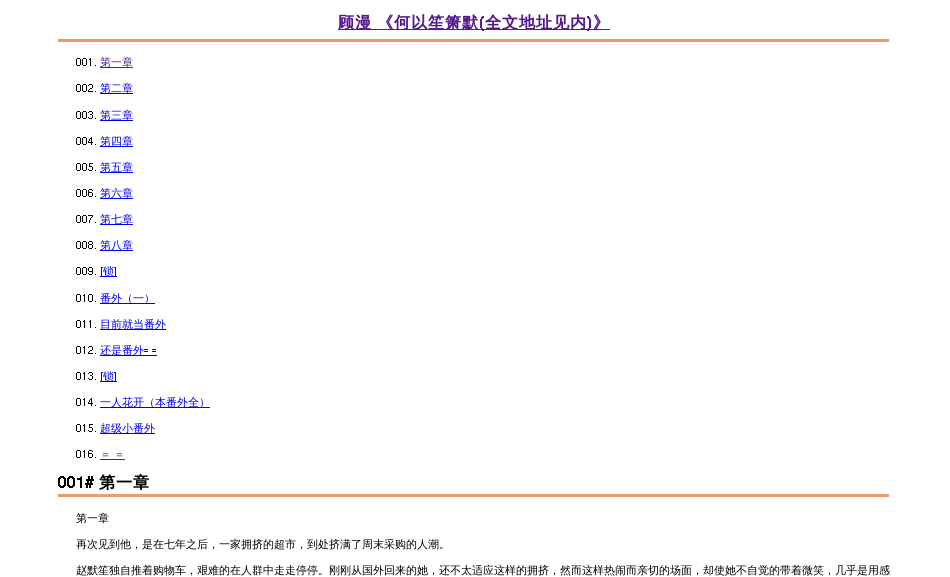 顾漫 《何以笙箫默(全文地址见内)》
001. 第一章
002. 第二章
003. 第三章
004. 第四章
005. 第五章
006. 第六章
007. 第七章
008. 第八章
009. [锁]
010. 番外（一）
011. 目前就当番外
012. 还是番外= =
013. [锁]
014. 一人花开（本番外全）
015. 超级小番外
016. ＝ ＝
001# 第一章
第一章
再次见到他，是在七年之后，一家拥挤的超市，到处挤满了周末采购的人潮。
赵默笙独自推着购物车，艰难的在人群中走走停停。刚刚从国外回来的她，还不太适应这样的拥挤，然而这样热闹而亲切的场面，却使她不自觉的带着微笑，几乎是用感